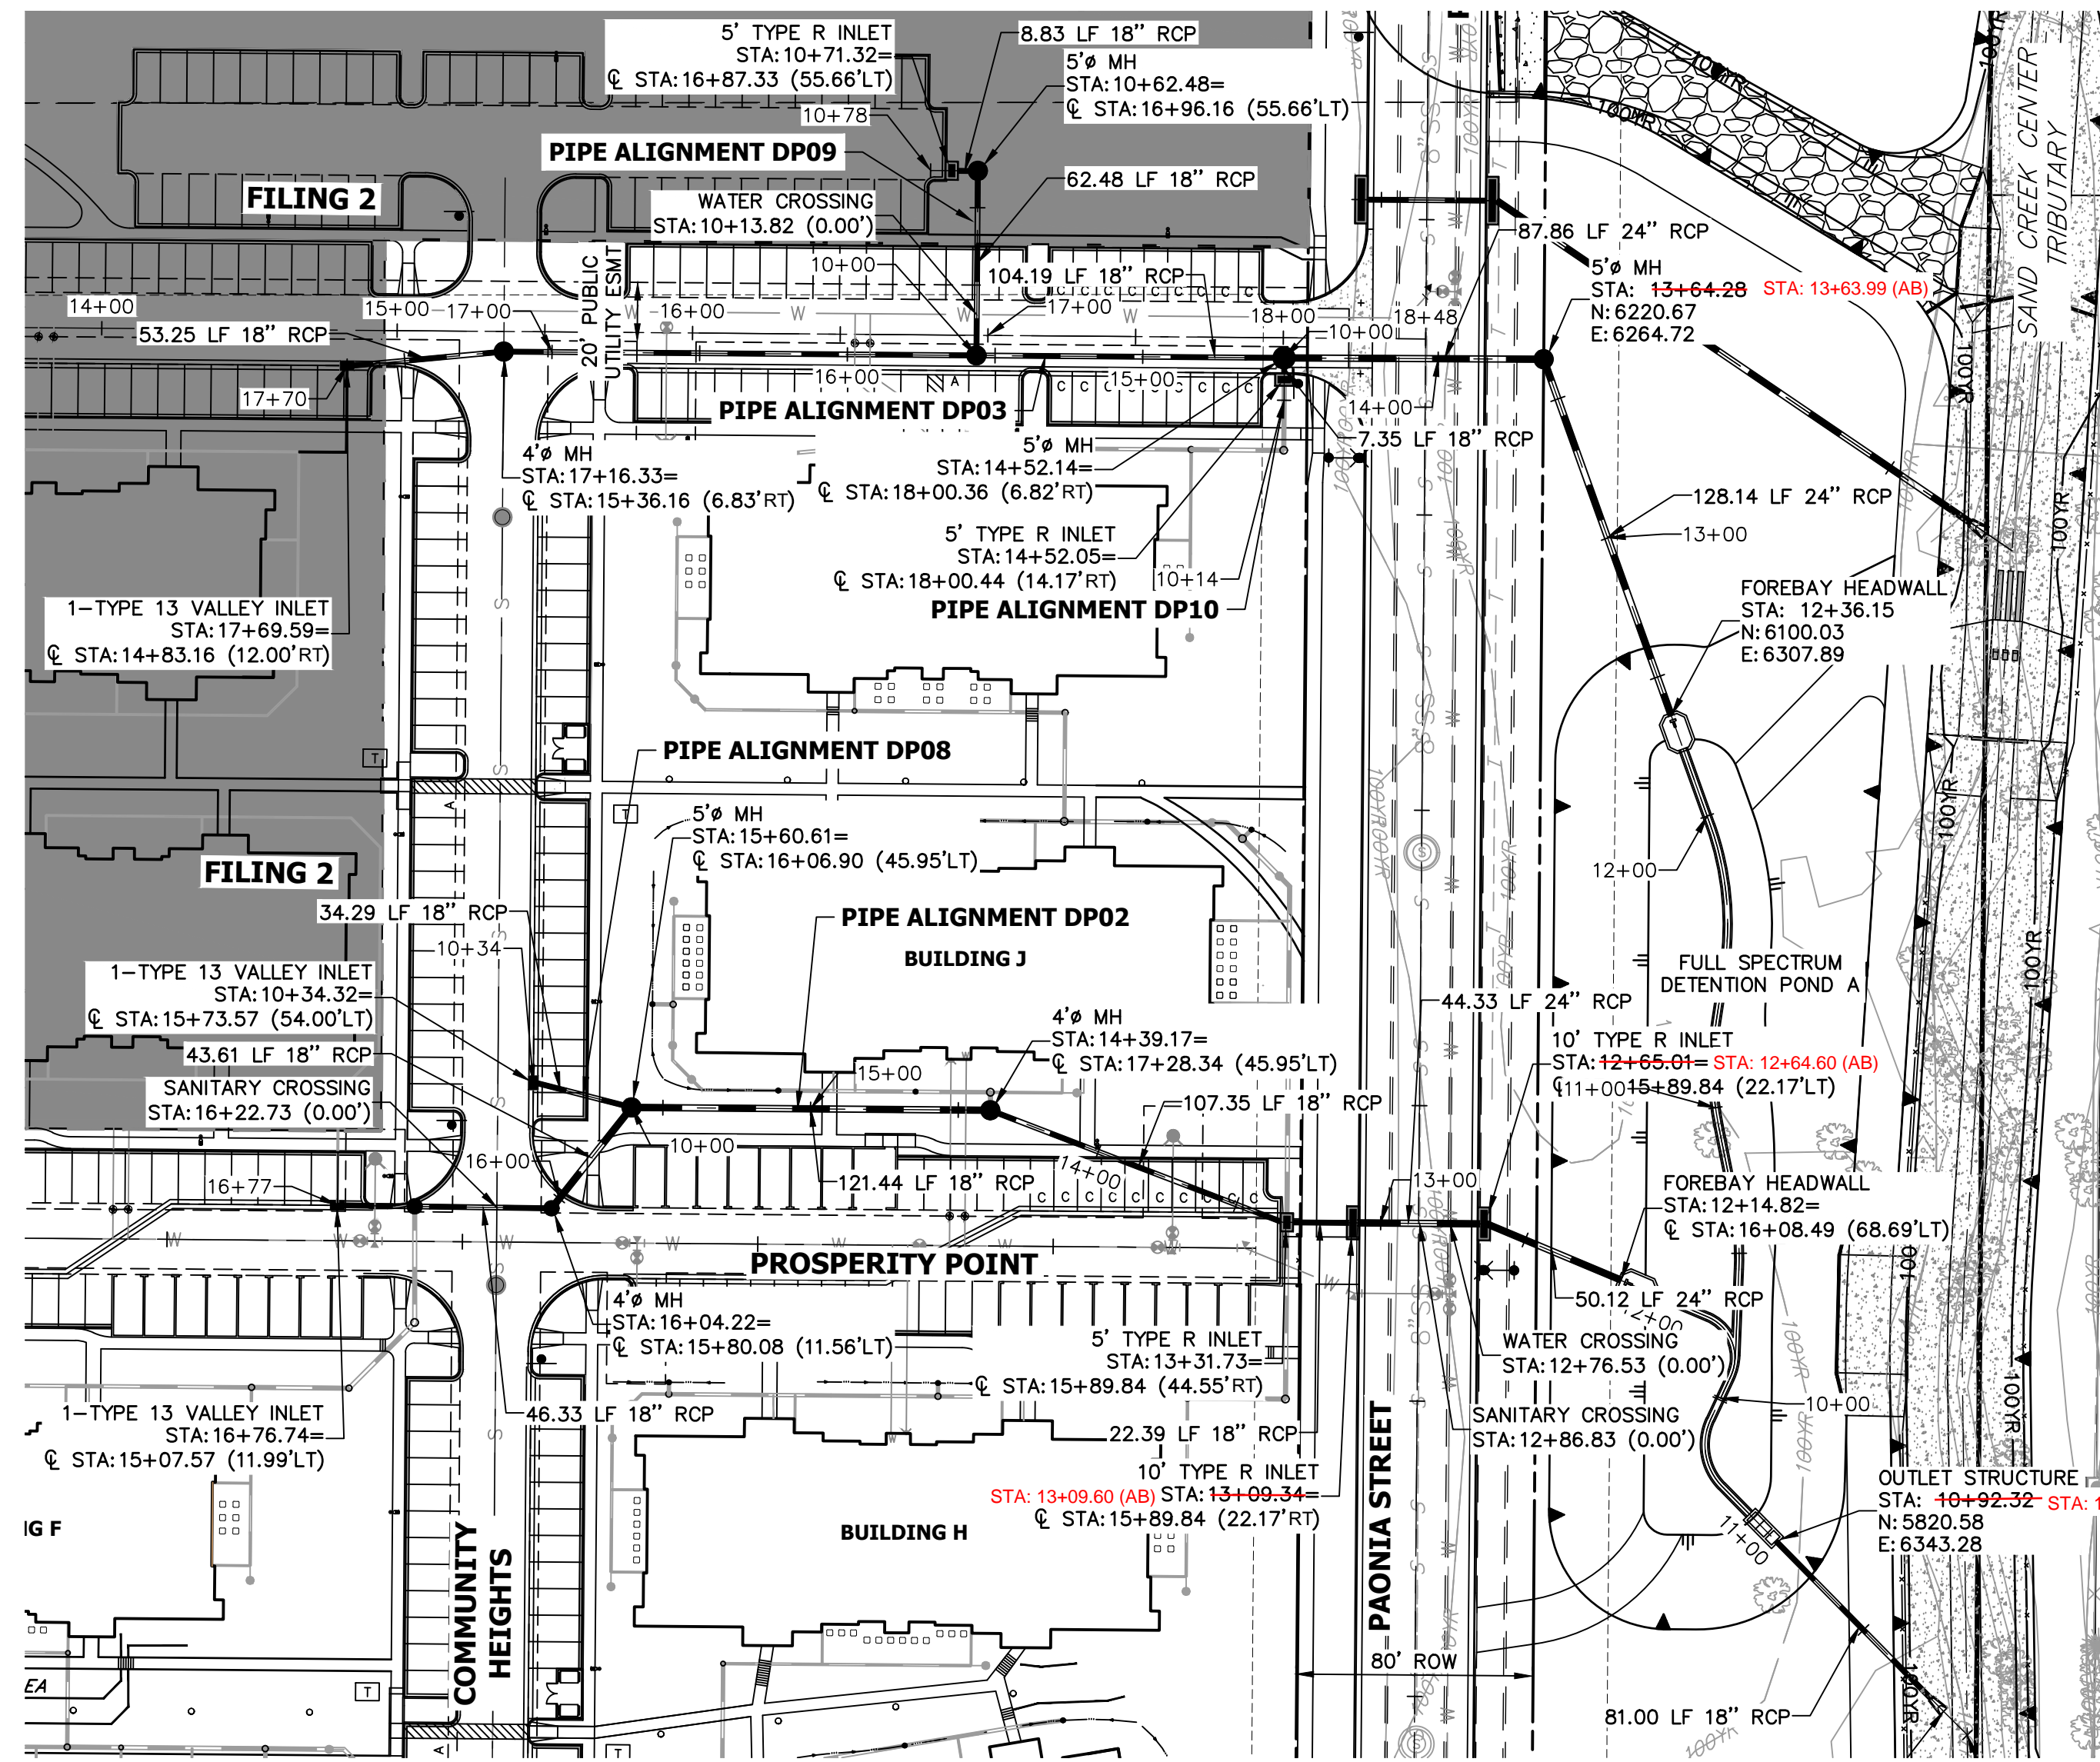 5' TYPE R INLET
STA:10+71.32=
℄ STA:16+87.33 (55.66'LT)
8.83 LF 18" RCP
5'ø MH
STA:10+62.48=
℄ STA:16+96.16 (55.66'LT)
10+78
PIPE ALIGNMENT DP09
FILING 2
62.48 LF 18" RCP
WATER CROSSING
STA:10+13.82 (0.00')
10+00
104.19 LF 18" RCP
87.86 LF 24" RCP
5'ø MH
STA: 13+64.28 STA: 13+63.99 (AB)
N:6220.67
E:6264.72
SAND CREEK CENTER
TRIBUTARY
100YR
100YR
100YR
20' PUBLIC
UTILITY ESMT
14+00
15+00
17+00
16+00
17+00
18+00
10+00
18+48
53.25 LF 18" RCP
17+70
16+00
15+00
14+00
PIPE ALIGNMENT DP03
7.35 LF 18" RCP
4'ø MH
STA:17+16.33=
℄ STA:15+36.16 (6.83'RT)
5'ø MH
STA:14+52.14=
℄ STA:18+00.36 (6.82'RT)
5' TYPE R INLET
STA:14+52.05=
℄ STA:18+00.44 (14.17'RT)
10+14
PIPE ALIGNMENT DP10
128.14 LF 24" RCP
13+00
FOREBAY HEADWALL
STA: 12+36.15
N:6100.03
E:6307.89
1-TYPE 13 VALLEY INLET
STA:17+69.59=
℄ STA:14+83.16 (12.00'RT)
PIPE ALIGNMENT DP08
5'ø MH
STA:15+60.61=
℄ STA:16+06.90 (45.95'LT)
12+00
FILING 2
34.29 LF 18" RCP
10+34
PIPE ALIGNMENT DP02
BUILDING J
FULL SPECTRUM
DETENTION POND A
1-TYPE 13 VALLEY INLET
STA:10+34.32=
℄ STA:15+73.57 (54.00'LT)
43.61 LF 18" RCP
SANITARY CROSSING
STA:16+22.73 (0.00')
44.33 LF 24" RCP
4'ø MH
STA:14+39.17=
℄ STA:17+28.34 (45.95'LT)
10' TYPE R INLET
STA:12+65.01= STA: 12+64.60 (AB)
℄ 11+00 15+89.84 (22.17'LT)
15+00
107.35 LF 18" RCP
10+00
16+00
14+00
13+00
16+77
121.44 LF 18" RCP
FOREBAY HEADWALL
STA:12+14.82=
℄ STA:16+08.49 (68.69'LT)
PROSPERITY POINT
50.12 LF 24" RCP
12+00
4'ø MH
STA:16+04.22=
℄ STA:15+80.08 (11.56'LT)
5' TYPE R INLET
STA:13+31.73=
℄ STA:15+89.84 (44.55'RT)
WATER CROSSING
STA:12+76.53 (0.00')
10+00
1-TYPE 13 VALLEY INLET
STA:16+76.74=
℄ STA:15+07.57 (11.99'LT)
46.33 LF 18" RCP
22.39 LF 18" RCP
SANITARY CROSSING
STA:12+86.83 (0.00')
10' TYPE R INLET
STA: 13+09.60 (AB) STA:13+09.34=
℄ STA:15+89.84 (22.17'RT)
OUTLET STRUCTURE
STA: 10+92.32 STA: 1
N:5820.58
E:6343.28
11+00
BUILDING H
IG F
COMMUNITY
HEIGHTS
PAONIA STREET
80' ROW
81.00 LF 18" RCP
EA